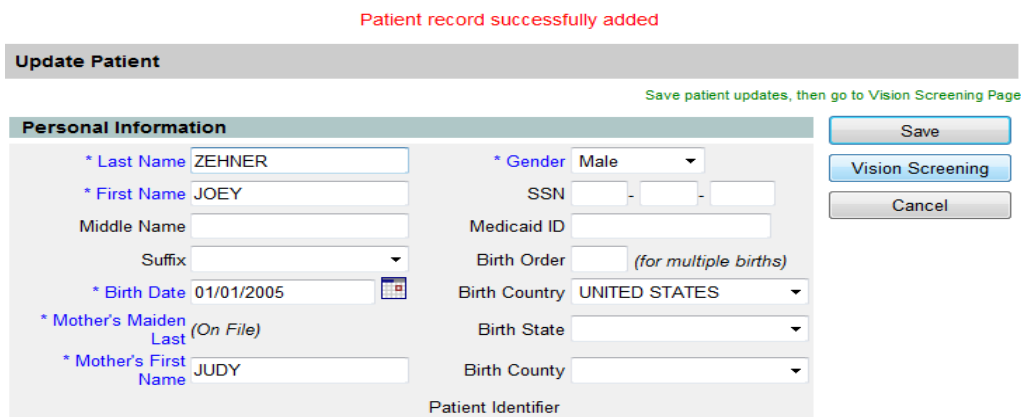 Patient record successfully added
Update Patient
Save patient updates, then go to Vision Screening Page
Personal Information
Save
* Last Name ZEHNER * Gender Male
Vision Screening
* First Name JOEY SSN - -
Cancel
Middle Name Medicaid ID
Suffix Birth Order (for multiple births)
* Birth Date 01/01/2005 Birth Country UNITED STATES
* Mother's Maiden
Last (On File) Birth State
* Mother's First
Name JUDY Birth County
Patient Identifier